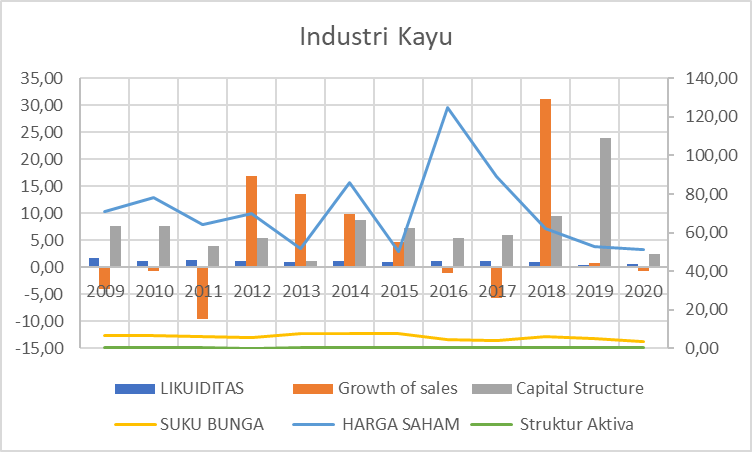 Industri Kayu
35,00 140,00
30,00 120,00
25,00
20,00 100,00
15,00 80,00
10,00
5,00 60,00
0,00 40,00
2009 2010 2011 2012 2013 2014 2015 2016 2017 2018 2019 2020
-5,00
-10,00 20,00
-15,00 0,00
LIKUIDITAS Growth of sales Capital Structure
SUKU BUNGA HARGA SAHAM Struktur Aktiva